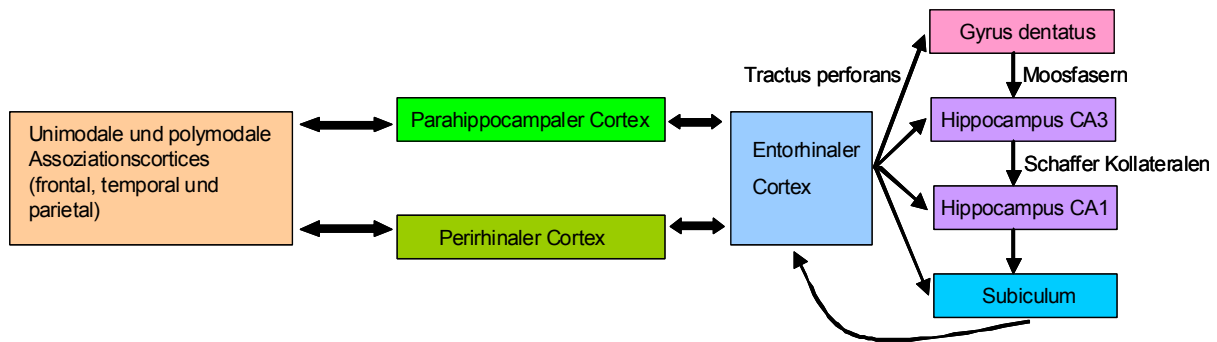 Unimodale und polymodale
Assoziationscortices
(frontal, temporal und
parietal)
Parahippocampaler Cortex
Perirhinaler Cortex
Entorhinaler
Cortex
Tractus perforans
Gyrus dentatus
Moosfasern
Hippocampus CA3
Schaffer Kollateralen
Hippocampus CA1
Subiculum